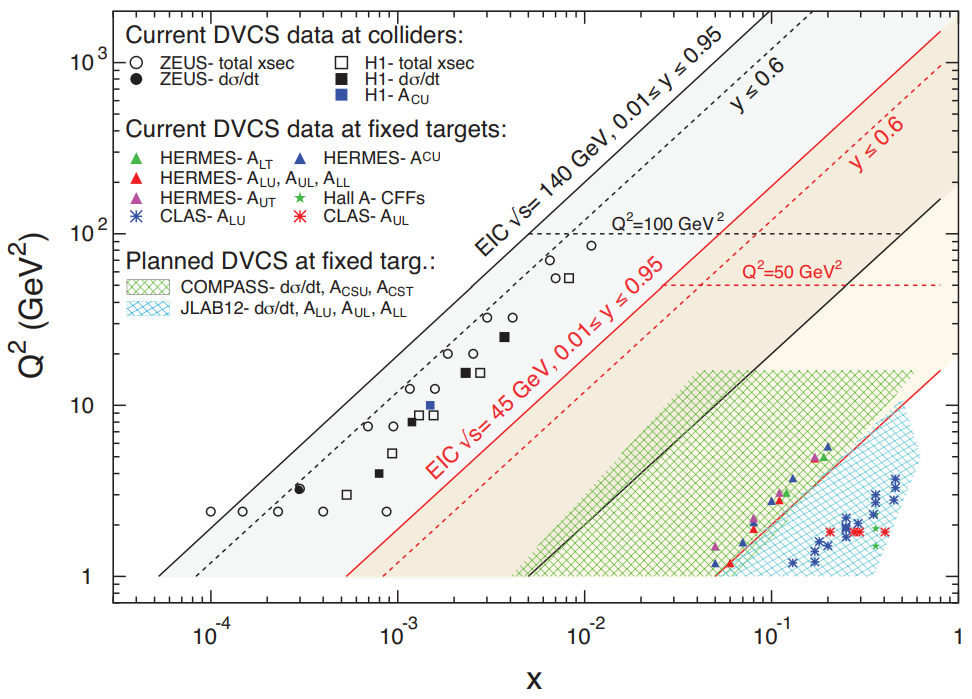 Current DVCS data at colliders:
ZEUS- total xsec
H1- total xsec
ZEUS- dσ/dt
H1- dσ/dt
H1- A_CU
Current DVCS data at fixed targets:
HERMES- A_LT
HERMES- A^CU
HERMES- A_LU, A_UL, A_LL
HERMES- A_UT
Hall A- CFFs
CLAS- A_LU
CLAS- A_UL
Planned DVCS at fixed targ.:
COMPASS- dσ/dt, A_CSU, A_CST
JLAB12- dσ/dt, A_LU, A_UL, A_LL
EIC √s= 140 GeV, 0.01≤ y ≤ 0.95
y ≤ 0.6
y ≤ 0.6
Q²=100 GeV²
EIC √s= 45 GeV, 0.01≤ y ≤ 0.95
Q²=50 GeV²
Q² (GeV²)
10³
10²
10
1
10⁻⁴
10⁻³
10⁻²
10⁻¹
1
x